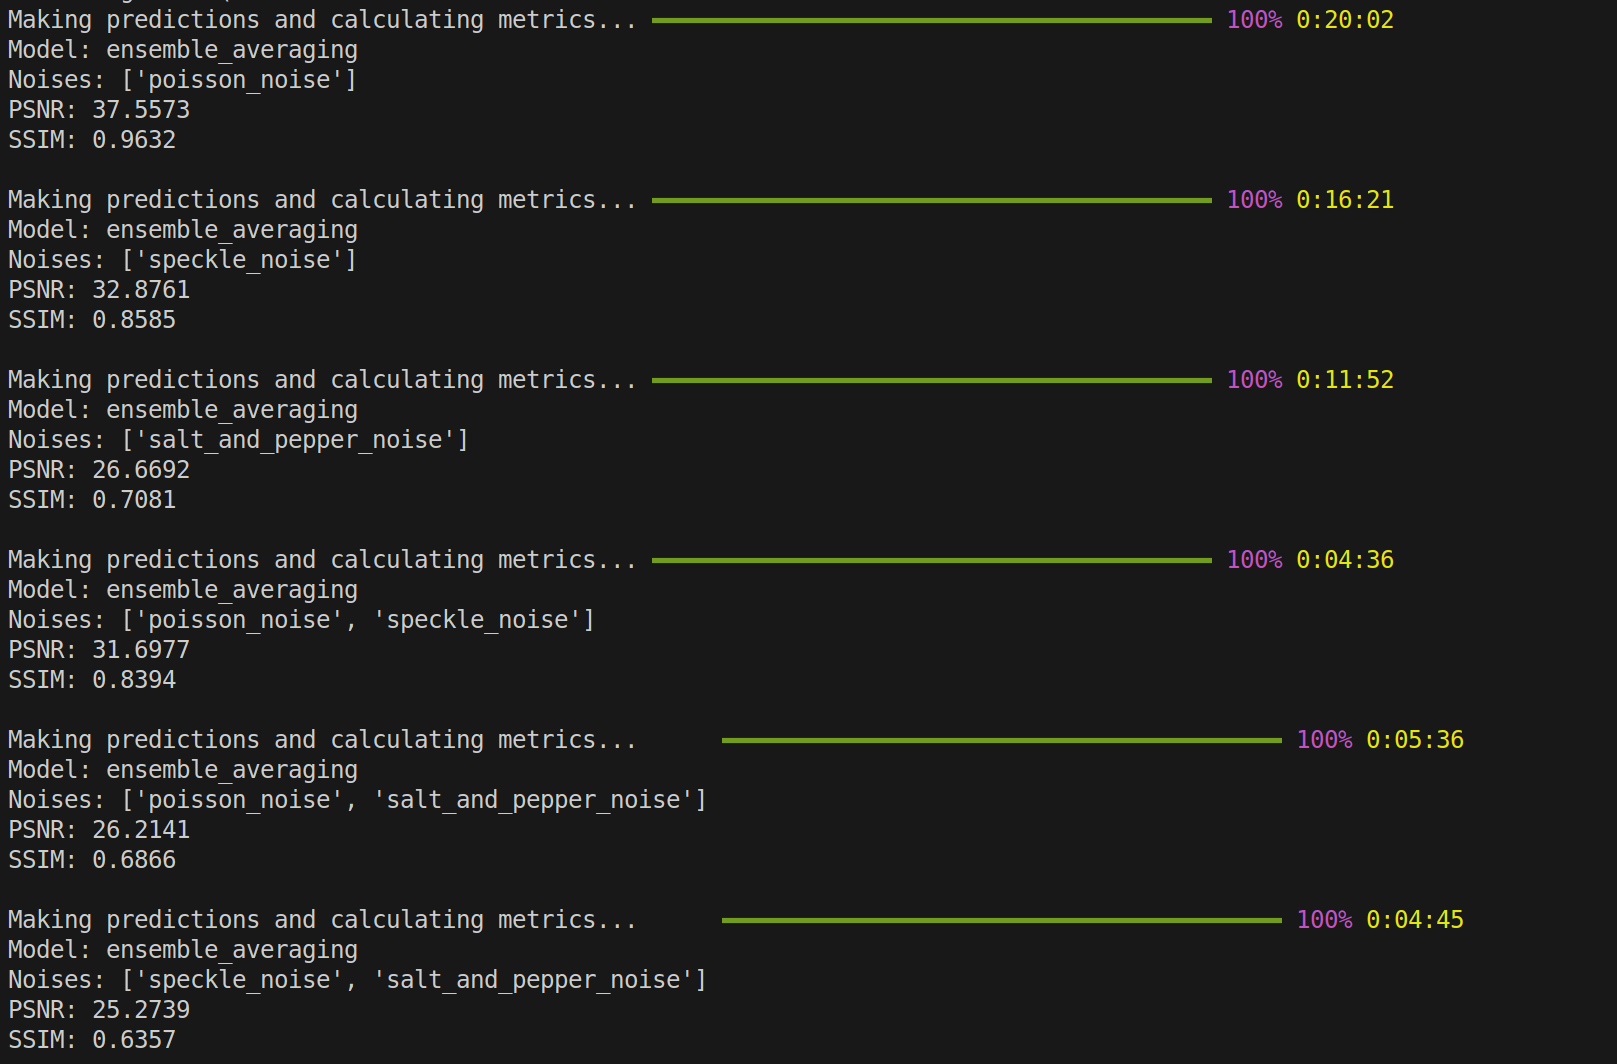 Making predictions and calculating metrics... 100% 0:20:02
Model: ensemble_averaging
Noises: ['poisson_noise']
PSNR: 37.5573
SSIM: 0.9632
Making predictions and calculating metrics... 100% 0:16:21
Model: ensemble_averaging
Noises: ['speckle_noise']
PSNR: 32.8761
SSIM: 0.8585
Making predictions and calculating metrics... 100% 0:11:52
Model: ensemble_averaging
Noises: ['salt_and_pepper_noise']
PSNR: 26.6692
SSIM: 0.7081
Making predictions and calculating metrics... 100% 0:04:36
Model: ensemble_averaging
Noises: ['poisson_noise', 'speckle_noise']
PSNR: 31.6977
SSIM: 0.8394
Making predictions and calculating metrics... 100% 0:05:36
Model: ensemble_averaging
Noises: ['poisson_noise', 'salt_and_pepper_noise']
PSNR: 26.2141
SSIM: 0.6866
Making predictions and calculating metrics... 100% 0:04:45
Model: ensemble_averaging
Noises: ['speckle_noise', 'salt_and_pepper_noise']
PSNR: 25.2739
SSIM: 0.6357